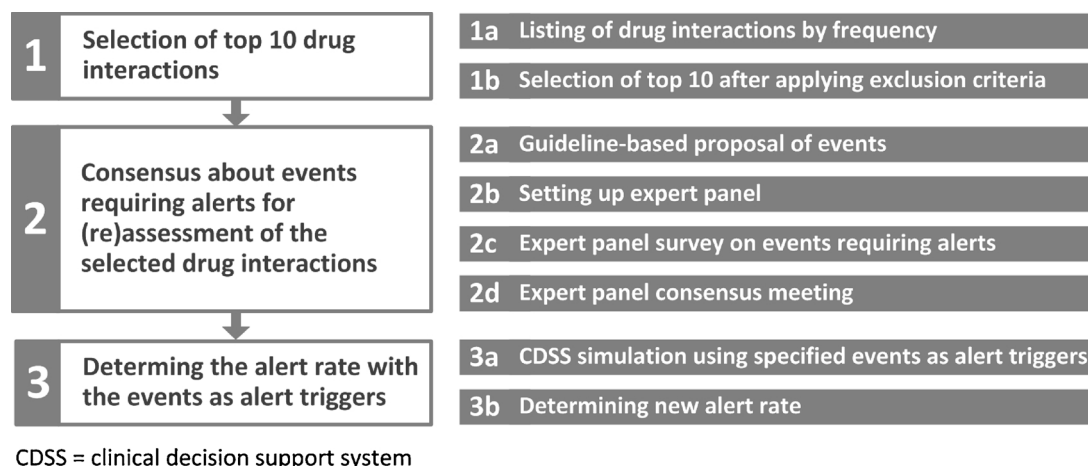 1
Selection of top 10 drug
interactions
1a Listing of drug interactions by frequency
1b Selection of top 10 after applying exclusion criteria
2
Consensus about events
requiring alerts for
(re)assessment of the
selected drug interactions
2a Guideline-based proposal of events
2b Setting up expert panel
2c Expert panel survey on events requiring alerts
2d Expert panel consensus meeting
3
Determing the alert rate with
the events as alert triggers
3a CDSS simulation using specified events as alert triggers
3b Determining new alert rate
CDSS = clinical decision support system